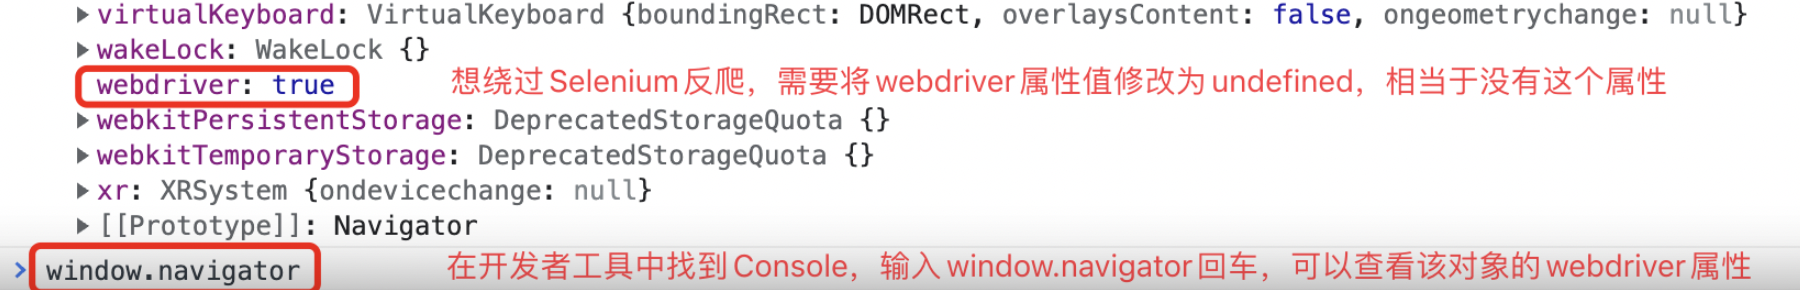 ▶virtualKeyboard: VirtualKeyboard {boundingRect: DOMRect, overlaysContent: false, ongeometrychange: null}
▶wakeLock: WakeLock {}
webdriver: true 想绕过Selenium反爬，需要将webdriver属性值修改为undefined，相当于没有这个属性
▶webkitPersistentStorage: DeprecatedStorageQuota {}
▶webkitTemporaryStorage: DeprecatedStorageQuota {}
▶xr: XRSystem {ondevicechange: null}
▶[[Prototype]]: Navigator
> window.navigator 在开发者工具中找到Console，输入window.navigator回车，可以查看该对象的webdriver属性